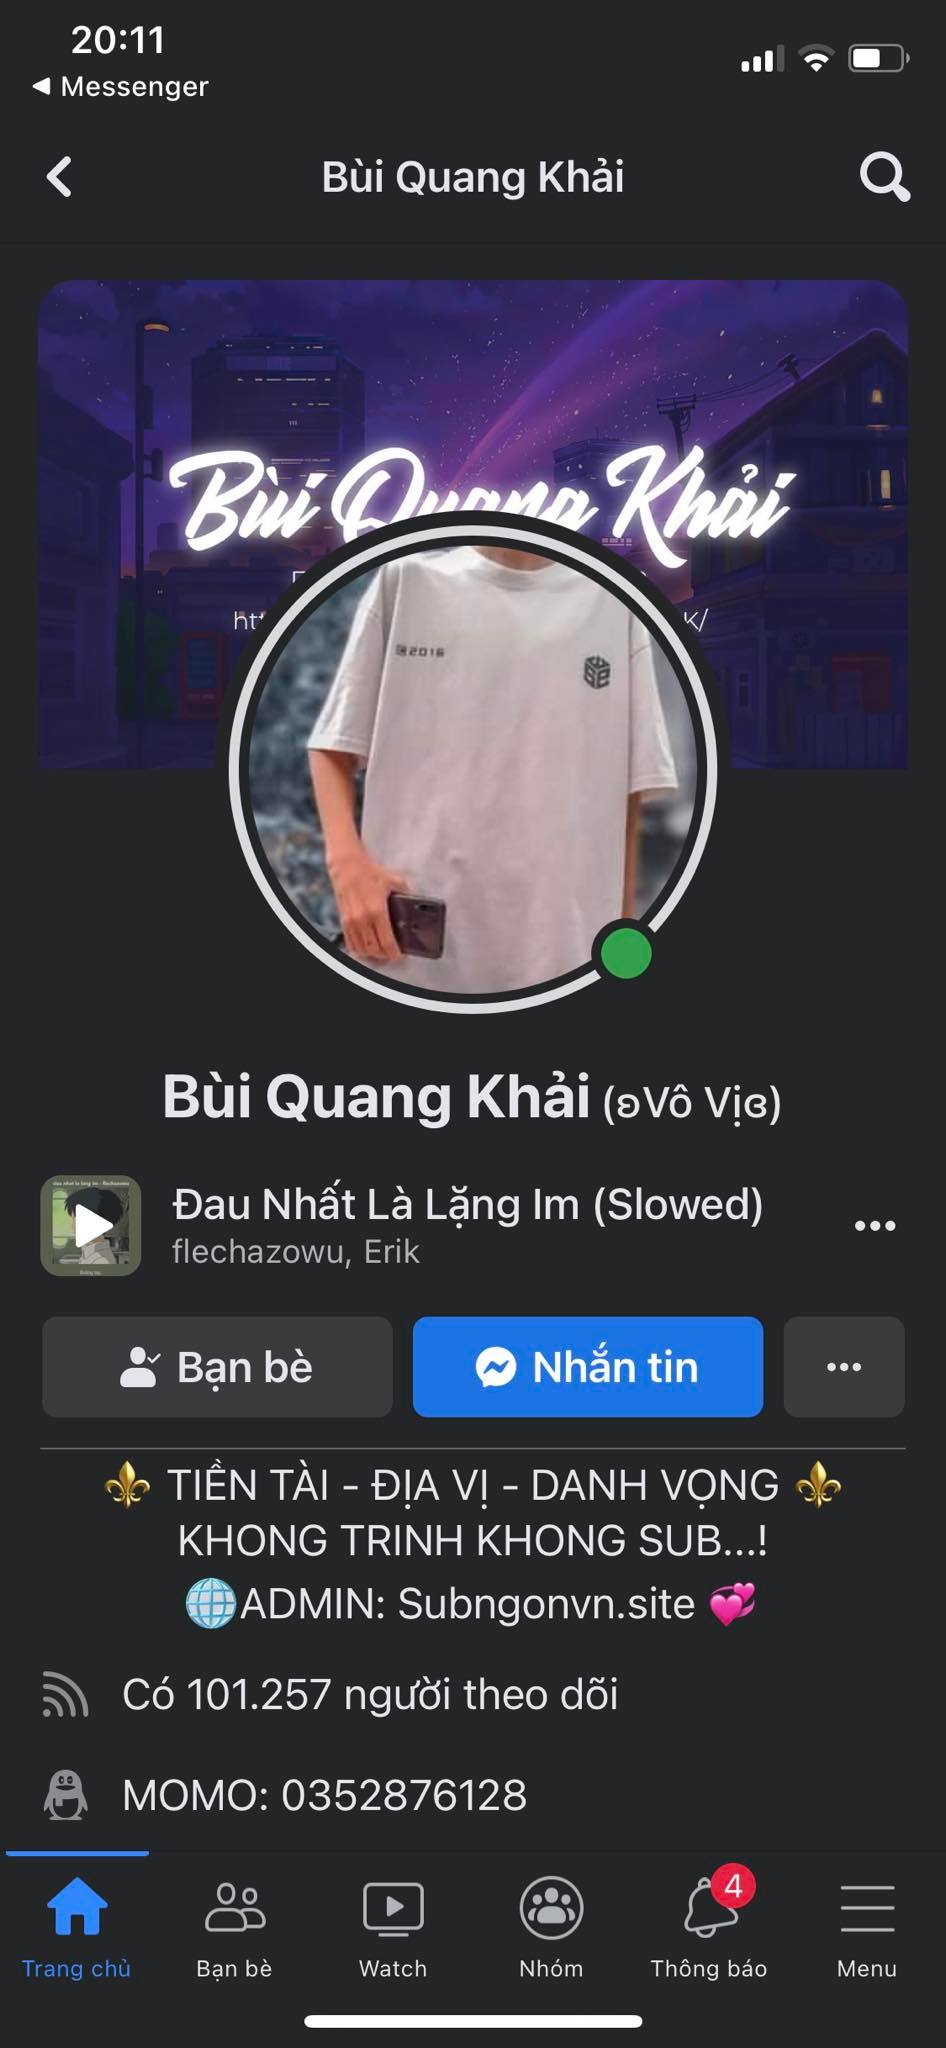 20:11
Messenger
Bùi Quang Khải
Bùi Quang Khải
K/
2016
Bùi Quang Khải (ʚVô Vịɞ)
Đau Nhất Là Lặng Im (Slowed)
flechazowu, Erik
Bạn bè
Nhắn tin
⚜️ TIỀN TÀI - ĐỊA VỊ - DANH VỌNG ⚜️
KHONG TRINH KHONG SUB...!
🌐ADMIN: Subngonvn.site 💞
Có 101.257 người theo dõi
MOMO: 0352876128
4
Trang chủ
Bạn bè
Watch
Nhóm
Thông báo
Menu